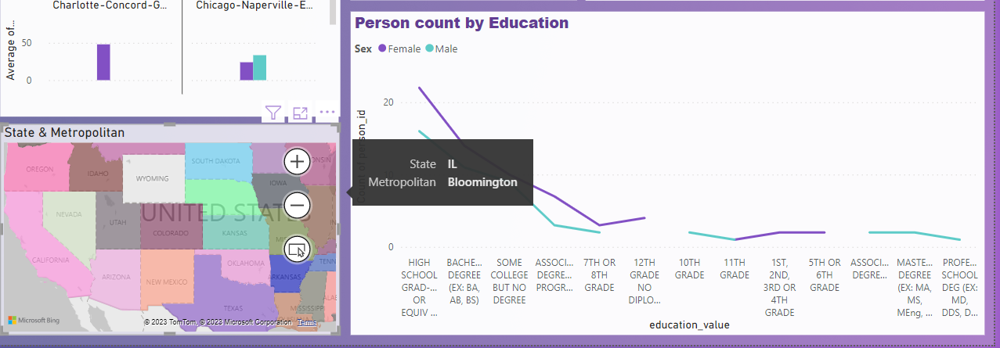 Charlotte-Concord-G...
Chicago-Naperville-E...
Average of...
50
0
State & Metropolitan
OREGON
IDAHO
WYOMING
SOUTH DAKOTA
IOWA
NEVADA
UTAH
UNITED STATES
COLORADO
KANSAS
CALIFORNIA
ARIZONA
NEW MEXICO
OKLAHOMA
ARKANSAS
TENN
TEXAS
MISSISSIPPI
ALA
Microsoft Bing
© 2023 TomTom, © 2023 Microsoft Corporation Terms
Person count by Education
Sex Female Male
Count of person_id
20
10
0
State IL
Metropolitan Bloomington
HIGH SCHOOL GRAD-... OR EQUIV ...
BACHE... DEGREE (EX: BA, AB, BS)
SOME COLLEGE BUT NO DEGREE
ASSOCI... DEGRE... PROGR...
7TH OR 8TH GRADE
12TH GRADE NO DIPLO...
10TH GRADE
11TH GRADE
1ST, 2ND, 3RD OR 4TH GRADE
5TH OR 6TH GRADE
ASSOCI... DEGRE...
MASTE... DEGREE (EX: MA, MS, MEng, ...
PROFE... SCHOOL DEG (EX: MD, DDS, D...
education_value